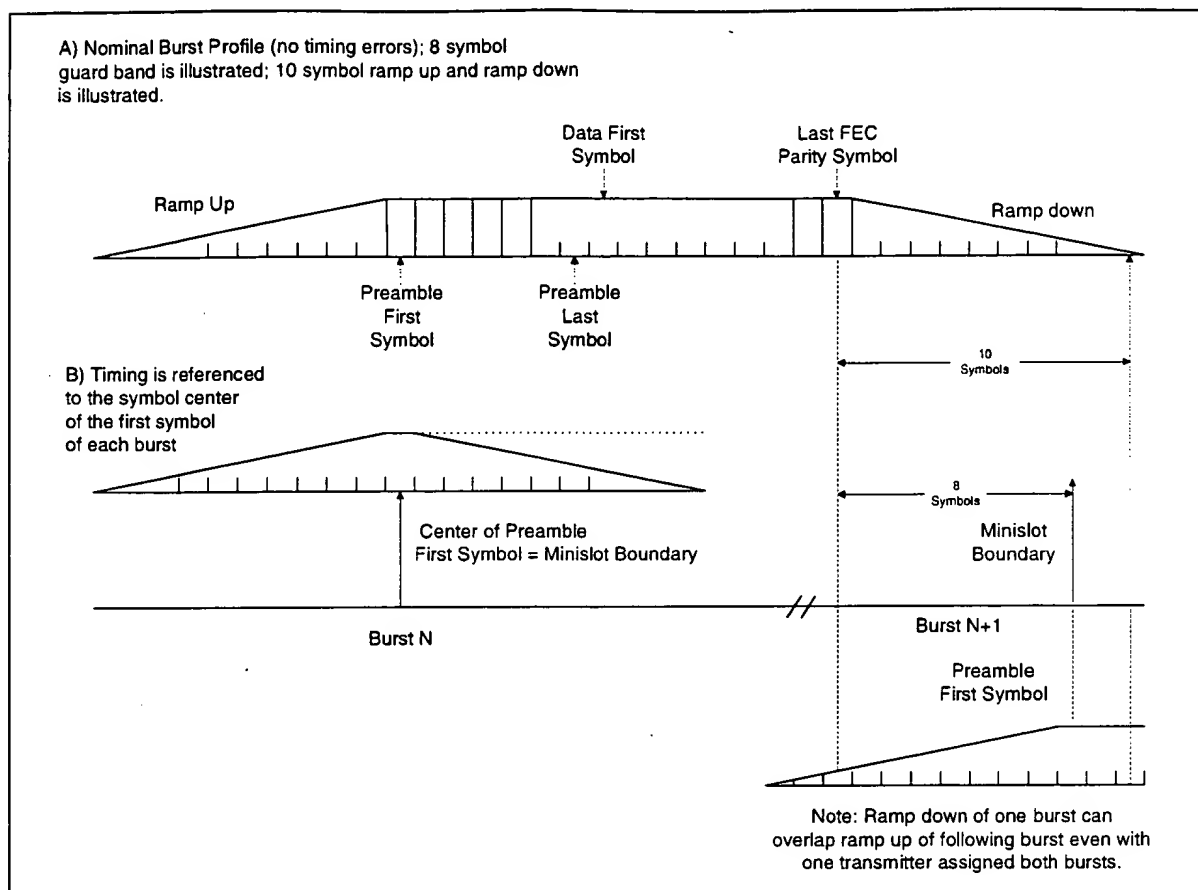 A) Nominal Burst Profile (no timing errors); 8 symbol
guard band is illustrated; 10 symbol ramp up and ramp down
is illustrated.
Data First
Symbol
Last FEC
Parity Symbol
Ramp Up
Ramp down
Preamble
First
Symbol
Preamble
Last
Symbol
10
Symbols
B) Timing is referenced
to the symbol center
of the first symbol
of each burst
8
Symbols
Center of Preamble
First Symbol = Minislot Boundary
Minislot
Boundary
Burst N
Burst N+1
Preamble
First Symbol
Note: Ramp down of one burst can
overlap ramp up of following burst even with
one transmitter assigned both bursts.